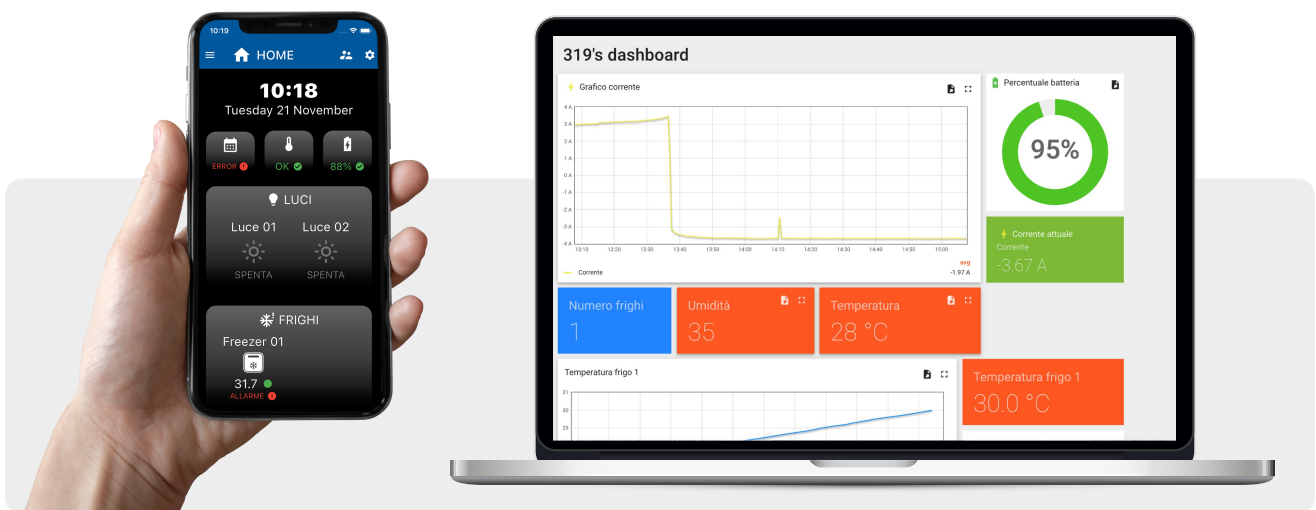 10:19
HOME
10:18
Tuesday 21 November
ERROR OK 88%
LUCI
Luce 01 Luce 02
SPENTA SPENTA
FRIGHI
Freezer 01
31.7
ALLARME
319's dashboard
Grafico corrente
4 A
3 A
2 A
1 A
0 A
-1 A
-2 A
-3 A
-4 A
13:10 13:20 13:30 13:40 13:50 14:00 14:10 14:20 14:30 14:40 14:50 15:00
avg
Corrente -1.97 A
Percentuale batteria
95%
Corrente attuale
Corrente
-3.67 A
Numero frighi
1
Umidità
35
Temperatura
28 °C
Temperatura frigo 1
31
30
29
Temperatura frigo 1
30.0 °C